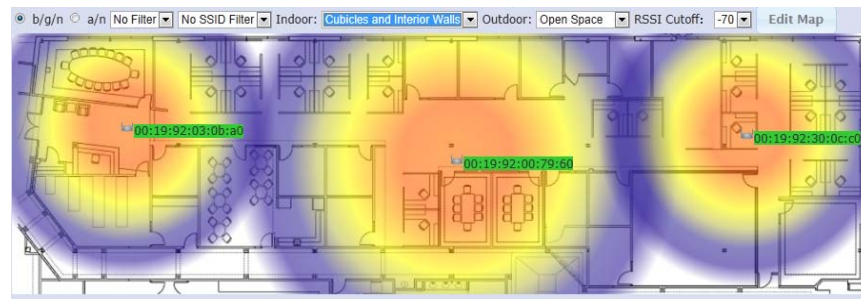 b/g/n a/n No Filter No SSID Filter Indoor: Cubicles and Interior Walls Outdoor: Open Space RSSI Cutoff: -70 Edit Map
00:19:92:03:0b:a0
00:19:92:30:0c:c0
00:19:92:00:79:60